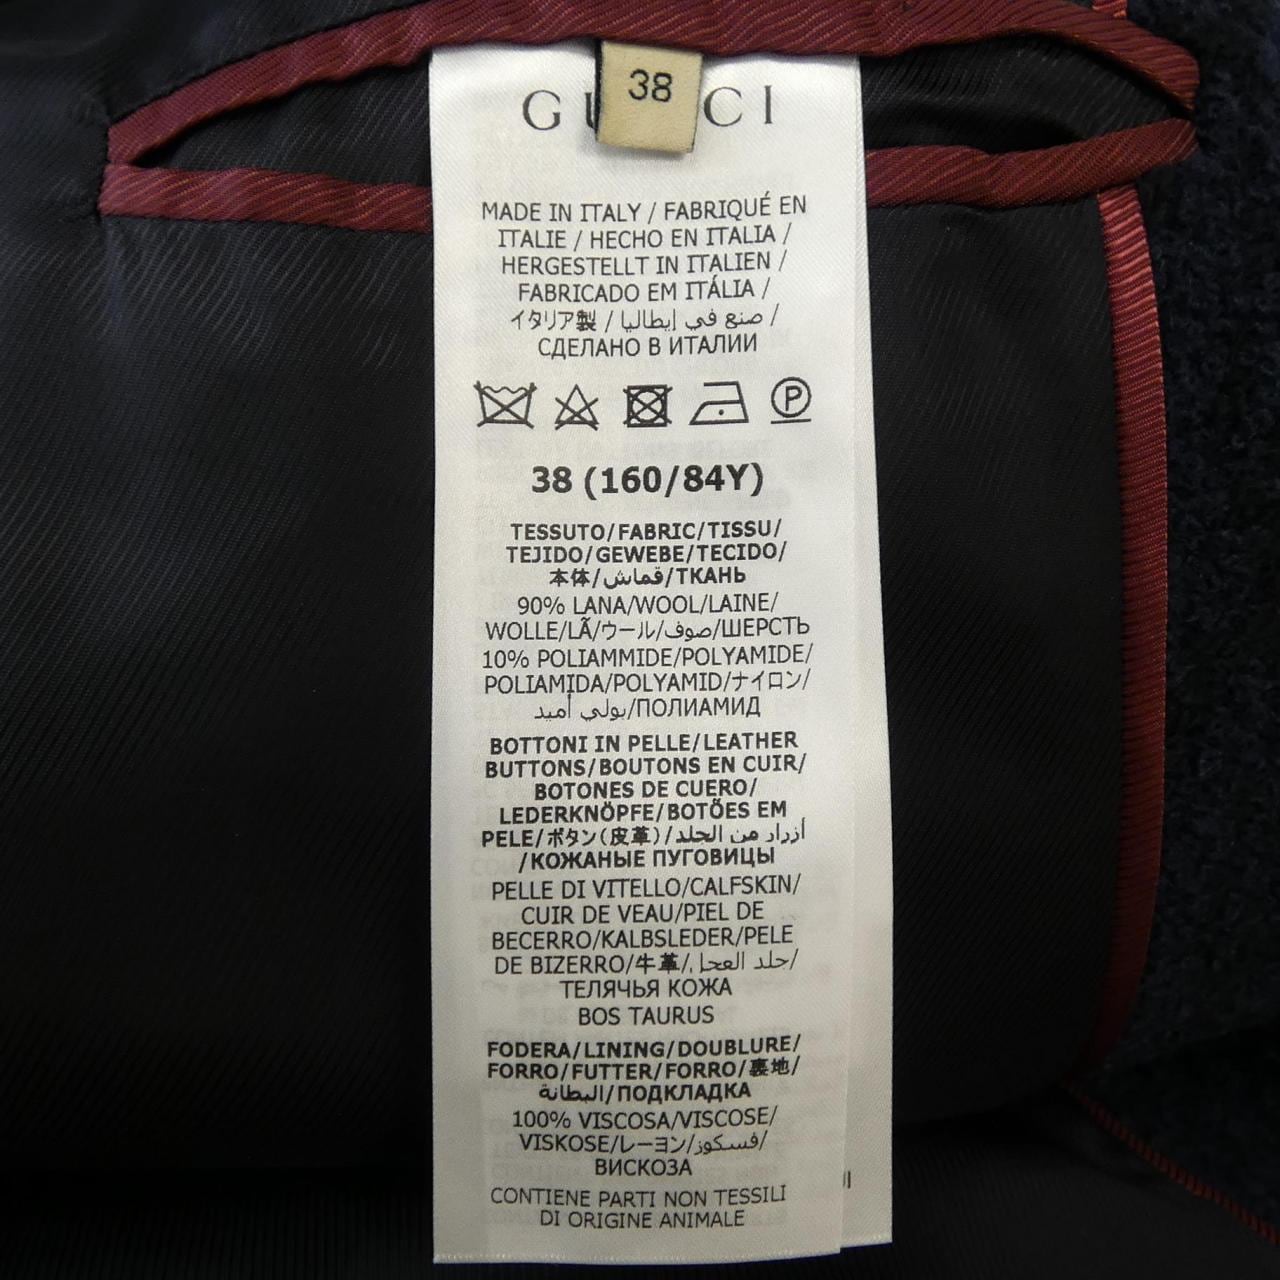 38
GUCCI
MADE IN ITALY / FABRIQUÉ EN
ITALIE / HECHO EN ITALIA /
HERGESTELLT IN ITALIEN /
FABRICADO EM ITÁLIA /
イタリア製 / صنع في إيطاليا /
СДЕЛАНО В ИТАЛИИ
P
38 (160/84Y)
TESSUTO/FABRIC/TISSU/
TEJIDO/GEWEBE/TECIDO/
本体/قماش/ТКАНЬ
90% LANA/WOOL/LAINE/
WOLLE/LÃ/ウール/صوف/ШЕРСТЬ
10% POLIAMMIDE/POLYAMIDE/
POLIAMIDA/POLYAMID/ナイロン/
بولي أميد/ПОЛИАМИД
BOTTONI IN PELLE/LEATHER
BUTTONS/BOUTONS EN CUIR/
BOTONES DE CUERO/
LEDERKNÖPFE/BOTÕES EM
PELE/ボタン(皮革)/أزرار من الجلد
/КОЖАНЫЕ ПУГОВИЦЫ
PELLE DI VITELLO/CALFSKIN/
CUIR DE VEAU/PIEL DE
BECERRO/KALBSLEDER/PELE
DE BIZERRO/牛革/جلد العجل/
ТЕЛЯЧЬЯ КОЖА
BOS TAURUS
FODERA/LINING/DOUBLURE/
FORRO/FUTTER/FORRO/裏地/
البطانة/ПОДКЛАДКА
100% VISCOSA/VISCOSE/
VISKOSE/レーヨン/فسكوز/
ВИСКОЗА
CONTIENE PARTI NON TESSILI
DI ORIGINE ANIMALE